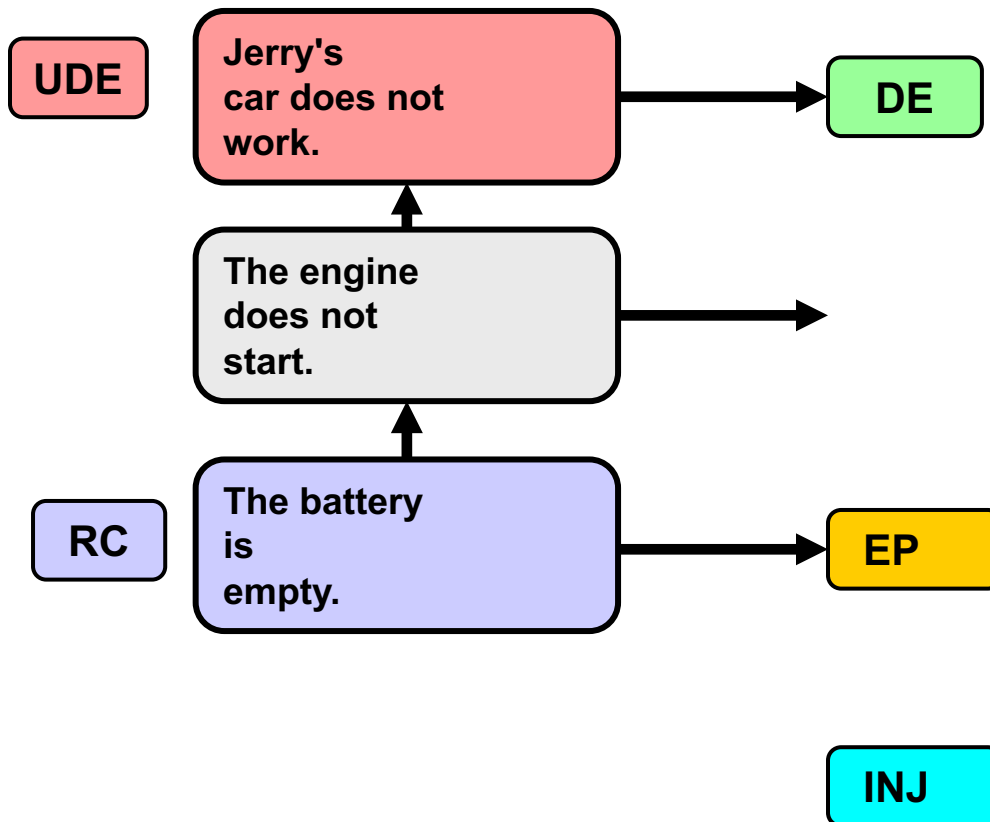 UDE
Jerry's
car does not
work.
DE
The engine
does not
start.
RC
The battery
is
empty.
EP
INJ